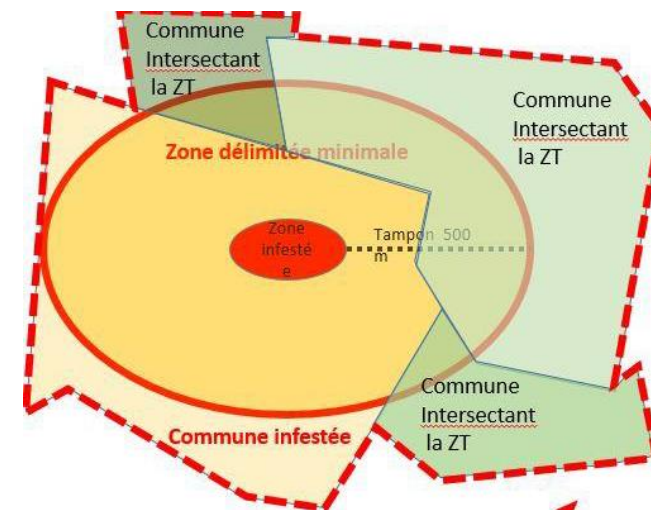 Commune
Intersectant
la ZT
Commune
Intersectant
la ZT
Zone délimitée minimale
Zone
infesté
e
Tampon 500
m
Commune
Intersectant
la ZT
Commune infestée